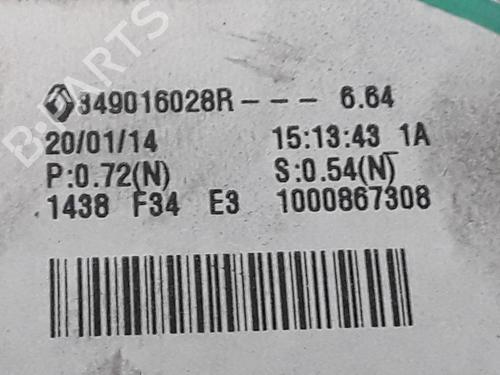 349016028R - - - 6.64
20/01/14 15:13:43 1A
P:0.72(N) S:0.54(N)
1438 F34 E3 1000867308
B-PARTS